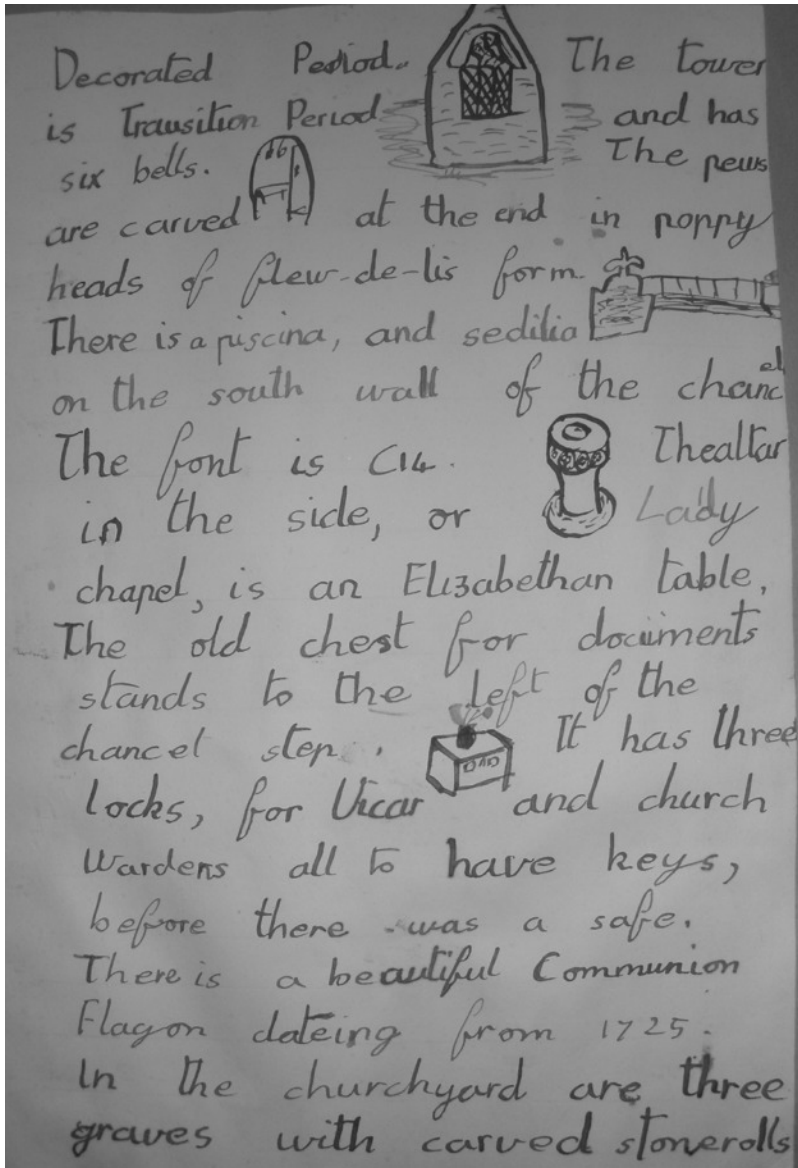 Decorated Period. The tower
is Transition Period and has
six bells. The pews
are carved at the end in poppy
heads of flew-de-lis form.
There is a piscina, and sedilia
on the south wall of the chancel
The font is C14. The altar
in the side, or Lady
chapel, is an Elizabethan table,
The old chest for documents
stands to the left of the
chancel step. It has three
locks, for Vicar and church
wardens all to have keys,
before there was a safe.
There is a beautiful Communion
Flagon dateing from 1725.
In the churchyard are three
graves with carved stonerolls